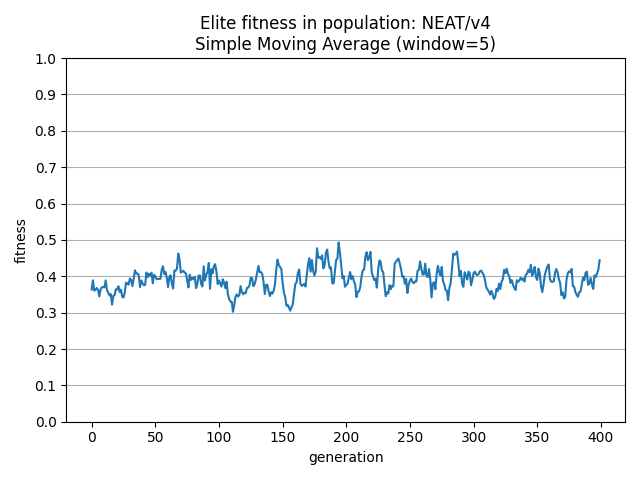 Elite fitness in population: NEAT/v4
Simple Moving Average (window=5)
1.0
0.9
0.8
0.7
0.6
0.5
0.4
0.3
0.2
0.1
0.0
fitness
0 50 100 150 200 250 300 350 400
generation